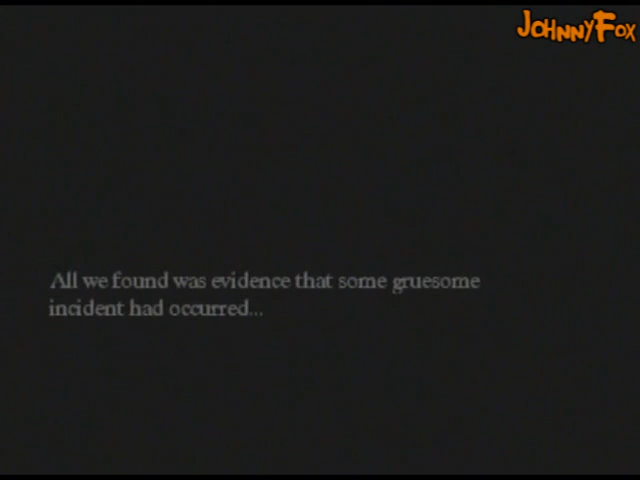 JohnnyFox
All we found was evidence that some gruesome
incident had occurred...